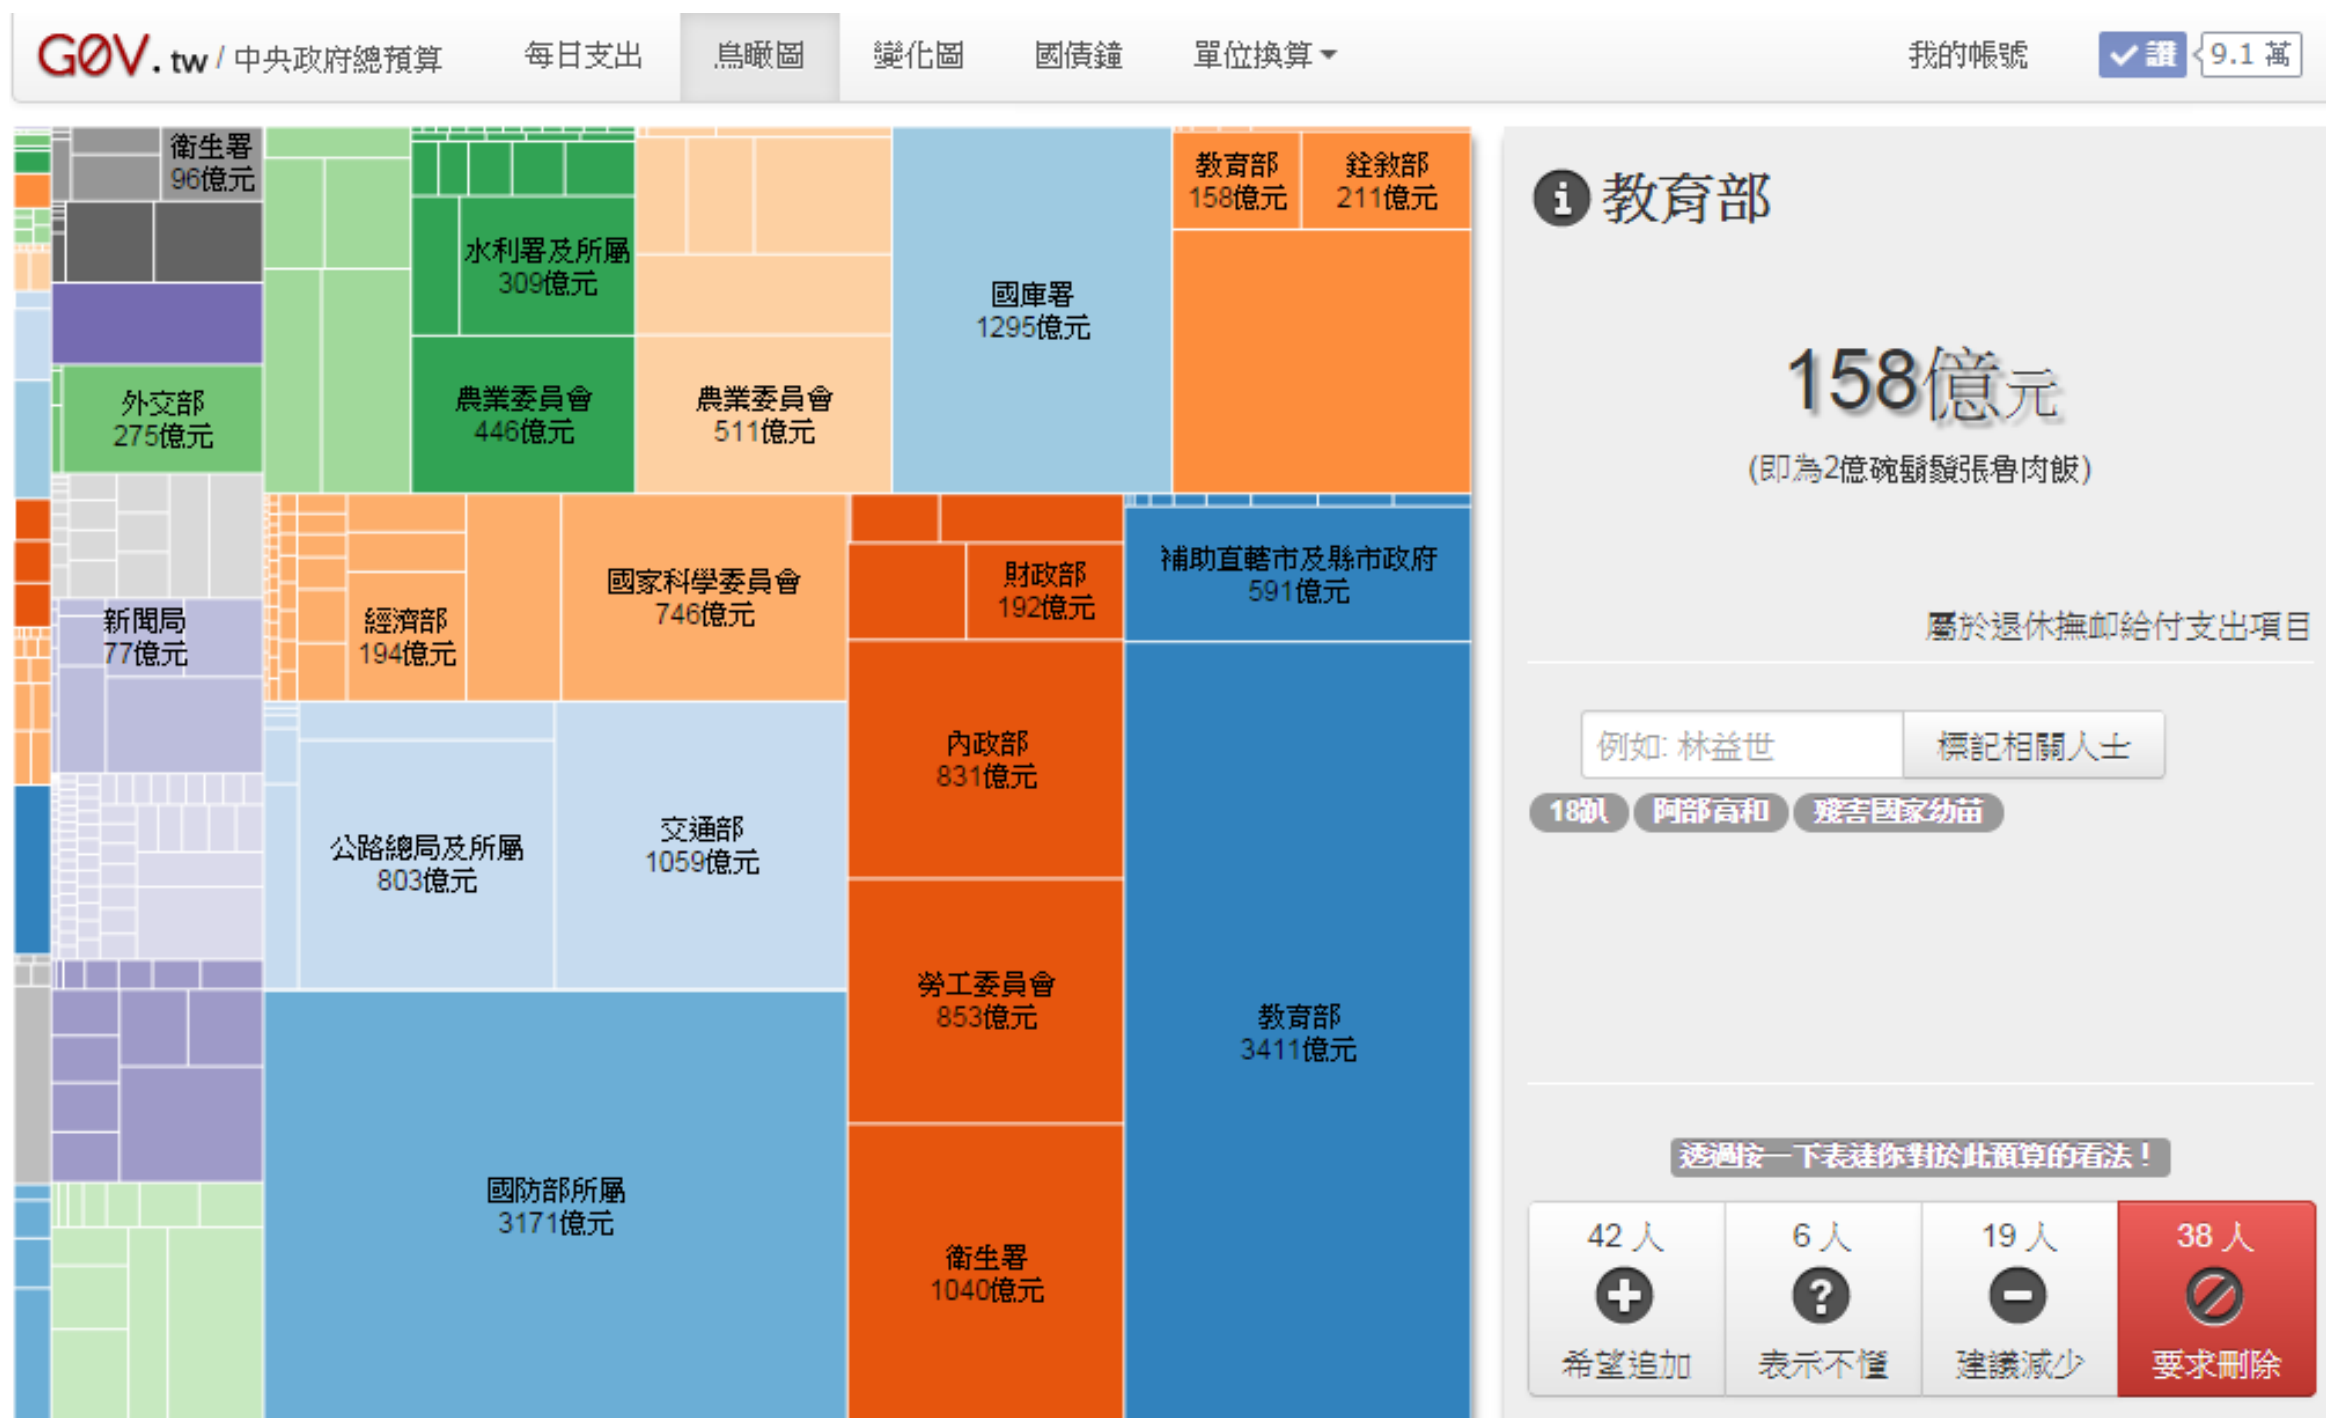 G0V.tw / 中央政府總預算
每日支出
鳥瞰圖
變化圖
國債鐘
單位換算
我的帳號
讚
9.1 萬
衛生署
96億元
外交部
275億元
新聞局
77億元
水利署及所屬
309億元
農業委員會
446億元
農業委員會
511億元
國庫署
1295億元
教育部
158億元
銓敘部
211億元
經濟部
194億元
國家科學委員會
746億元
財政部
192億元
補助直轄市及縣市政府
591億元
公路總局及所屬
803億元
交通部
1059億元
內政部
831億元
勞工委員會
853億元
教育部
3411億元
國防部所屬
3171億元
衛生署
1040億元
教育部
158億元
(即為2億碗鬍鬚張魯肉飯)
屬於退休撫卹給付支出項目
例如: 林益世
標記相關人士
18趴
阿部高和
殘害國家幼苗
透過按一下表達你對於此預算的看法！
42 人
希望追加
6 人
表示不懂
19 人
建議減少
38 人
要求刪除